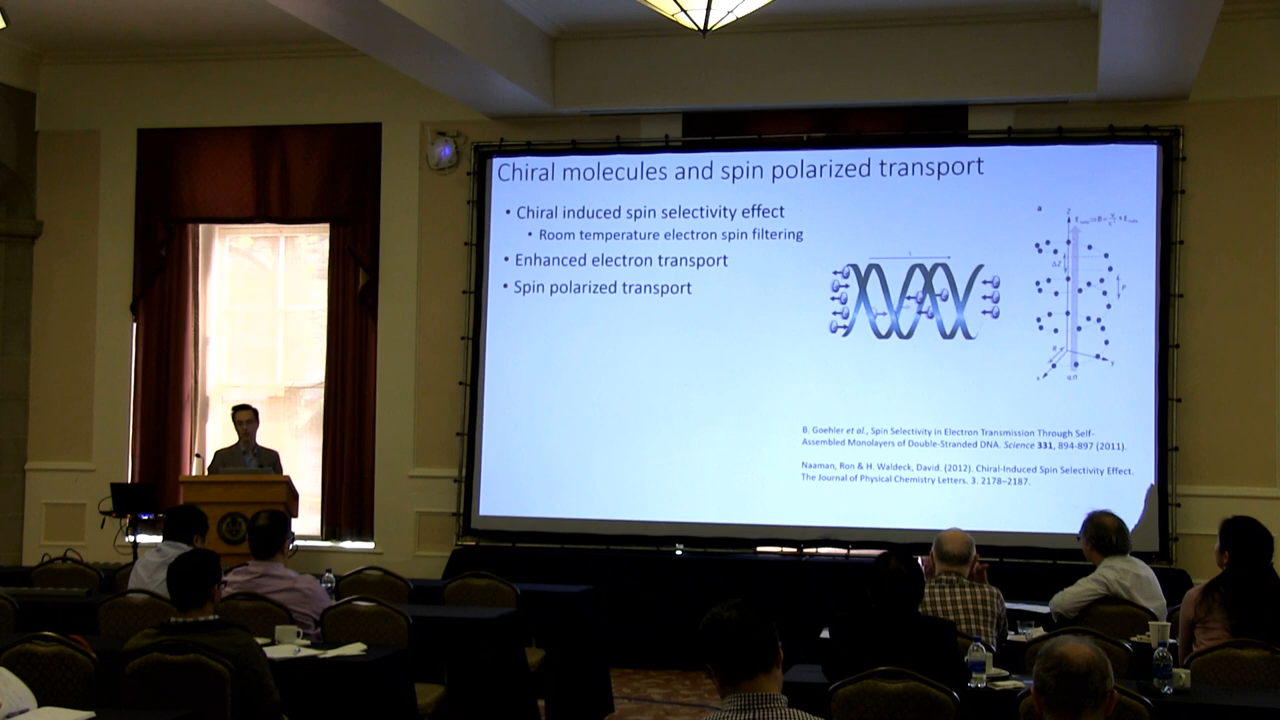 Chiral molecules and spin polarized transport
• Chiral induced spin selectivity effect
• Room temperature electron spin filtering
• Enhanced electron transport
• Spin polarized transport
a
B. Goehler et al., Spin Selectivity in Electron Transmission Through Self-
Assembled Monolayers of Double-Stranded DNA. Science 331, 894-897 (2011).
Naaman, Ron & H. Waldeck, David. (2012). Chiral-Induced Spin Selectivity Effect.
The Journal of Physical Chemistry Letters. 3. 2178–2187.